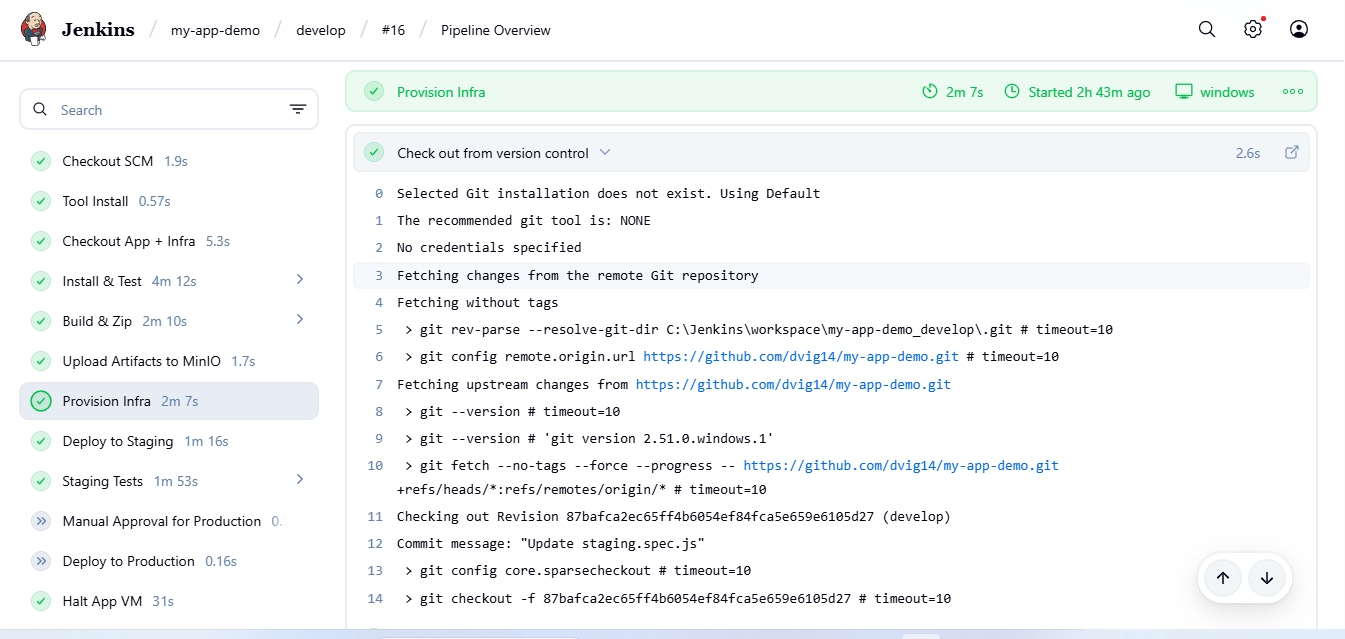 Jenkins / my-app-demo / develop / #16 / Pipeline Overview
Search
Checkout SCM 1.9s
Tool Install 0.57s
Checkout App + Infra 5.3s
Install & Test 4m 12s
Build & Zip 2m 10s
Upload Artifacts to MinIO 1.7s
Provision Infra 2m 7s
Deploy to Staging 1m 16s
Staging Tests 1m 53s
Manual Approval for Production 0.
Deploy to Production 0.16s
Halt App VM 31s
Provision Infra 2m 7s Started 2h 43m ago windows
Check out from version control 2.6s
0 Selected Git installation does not exist. Using Default
1 The recommended git tool is: NONE
2 No credentials specified
3 Fetching changes from the remote Git repository
4 Fetching without tags
5 > git rev-parse --resolve-git-dir C:\Jenkins\workspace\my-app-demo_develop\.git # timeout=10
6 > git config remote.origin.url https://github.com/dvig14/my-app-demo.git # timeout=10
7 Fetching upstream changes from https://github.com/dvig14/my-app-demo.git
8 > git --version # timeout=10
9 > git --version # 'git version 2.51.0.windows.1'
10 > git fetch --no-tags --force --progress -- https://github.com/dvig14/my-app-demo.git
+refs/heads/*:refs/remotes/origin/* # timeout=10
11 Checking out Revision 87bafca2ec65ff4b6054ef84fca5e659e6105d27 (develop)
12 Commit message: "Update staging.spec.js"
13 > git config core.sparsecheckout # timeout=10
14 > git checkout -f 87bafca2ec65ff4b6054ef84fca5e659e6105d27 # timeout=10